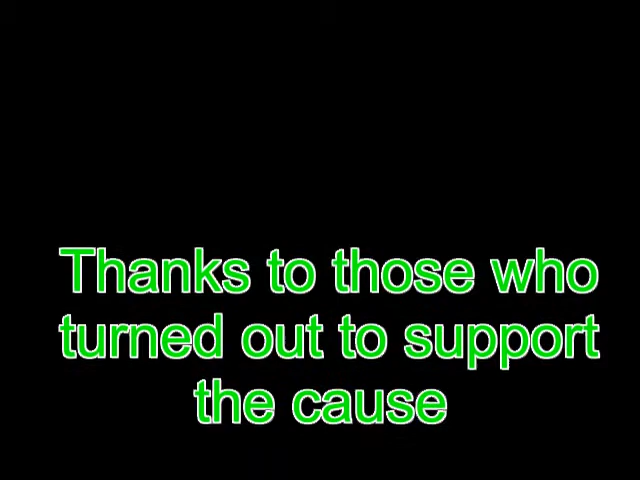 Thanks to those who
turned out to support
the cause